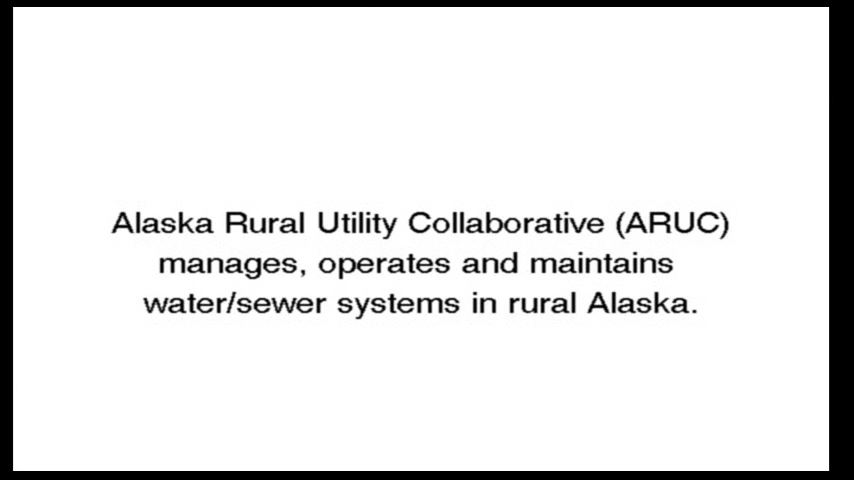 Alaska Rural Utility Collaborative (ARUC)
manages, operates and maintains
water/sewer systems in rural Alaska.